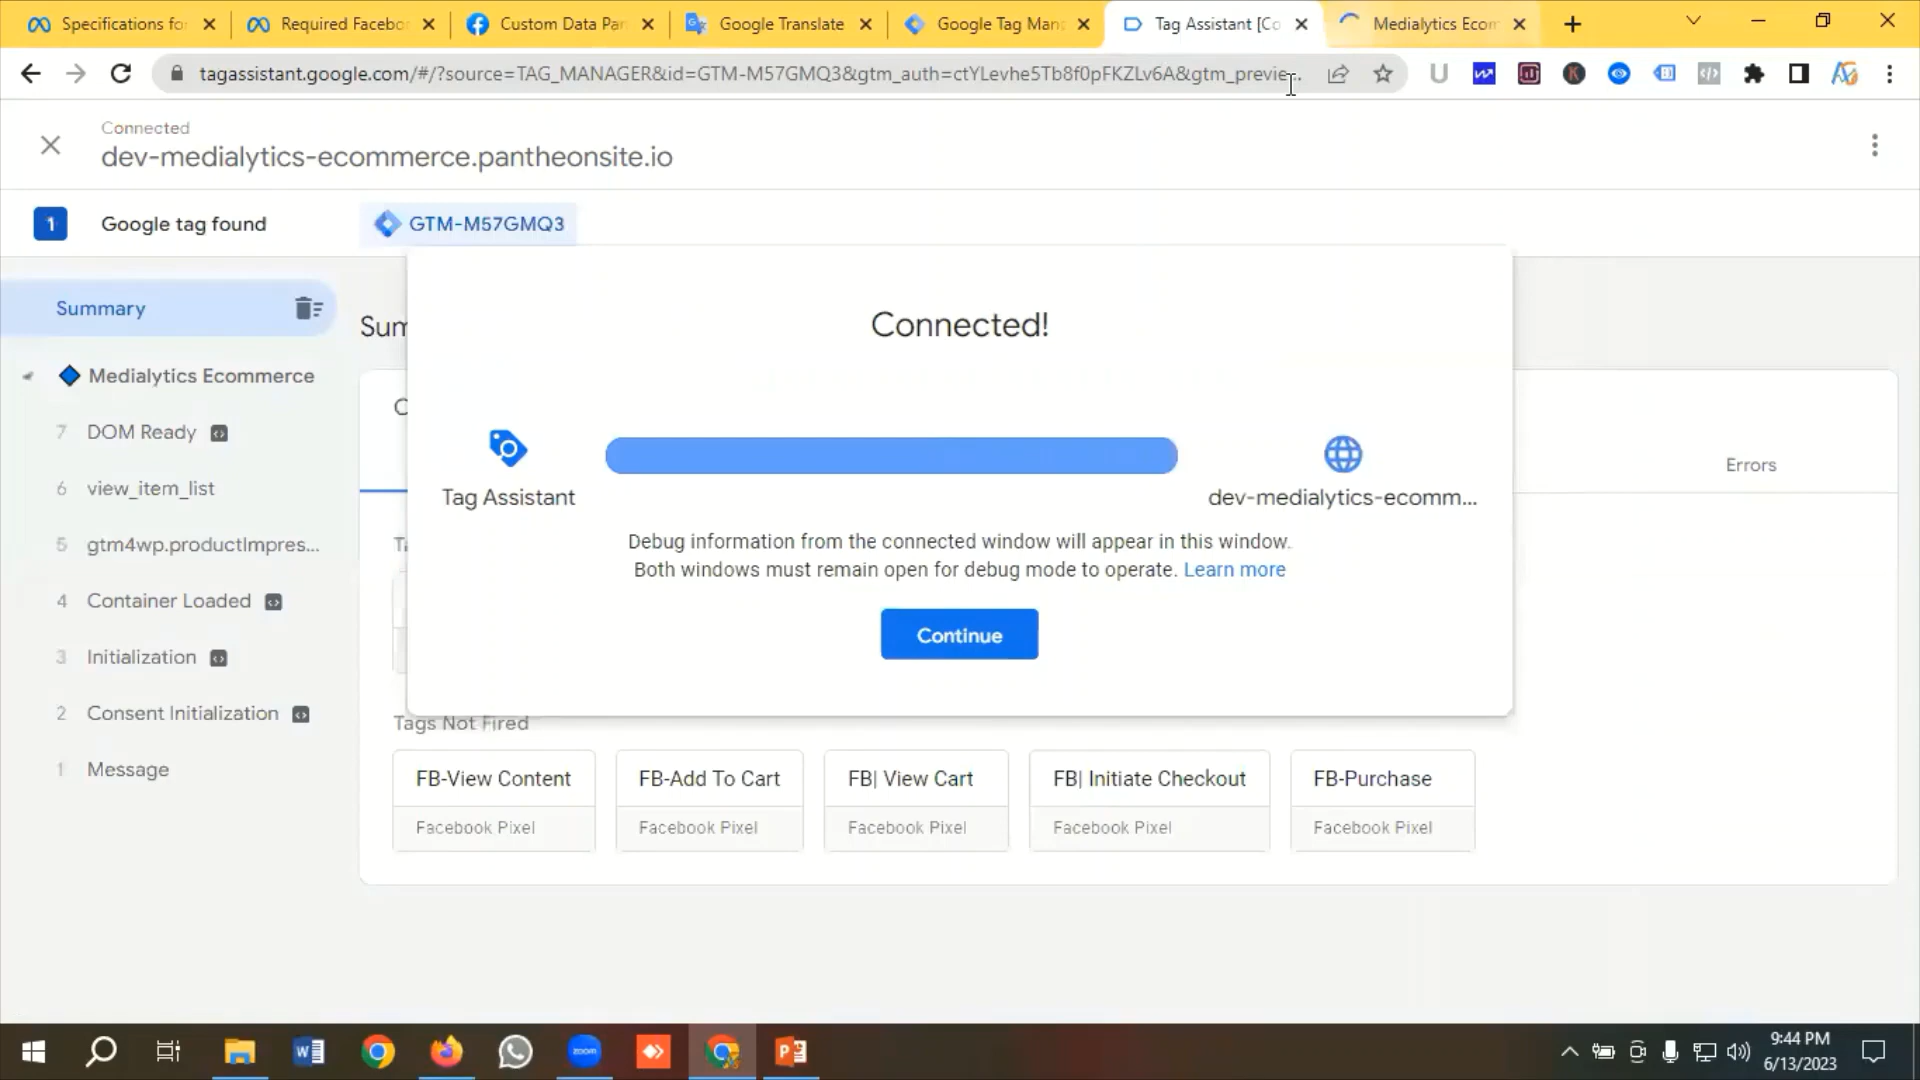 Specifications for
Required Facebo
Custom Data Par
Google Translate
Google Tag Man
Tag Assistant [Co
Medialytics Ecom
tagassistant.google.com/#/?source=TAG_MANAGER&id=GTM-M57GMQ3&gtm_auth=ctYLevhe5Tb8f0pFKZLv6A&gtm_previe...
Connected
dev-medialytics-ecommerce.pantheonsite.io
1
Google tag found
GTM-M57GMQ3
Summary
Sum
Connected!
Medialytics Ecommerce
7 DOM Ready
Errors
6 view_item_list
Tag Assistant
dev-medialytics-ecomm...
5 gtm4wp.productImpres...
Debug information from the connected window will appear in this window.
Both windows must remain open for debug mode to operate. Learn more
4 Container Loaded
Continue
3 Initialization
2 Consent Initialization
Tags Not Fired
1 Message
FB-View Content
Facebook Pixel
FB-Add To Cart
Facebook Pixel
FB| View Cart
Facebook Pixel
FB| Initiate Checkout
Facebook Pixel
FB-Purchase
Facebook Pixel
zoom
9:44 PM
6/13/2023